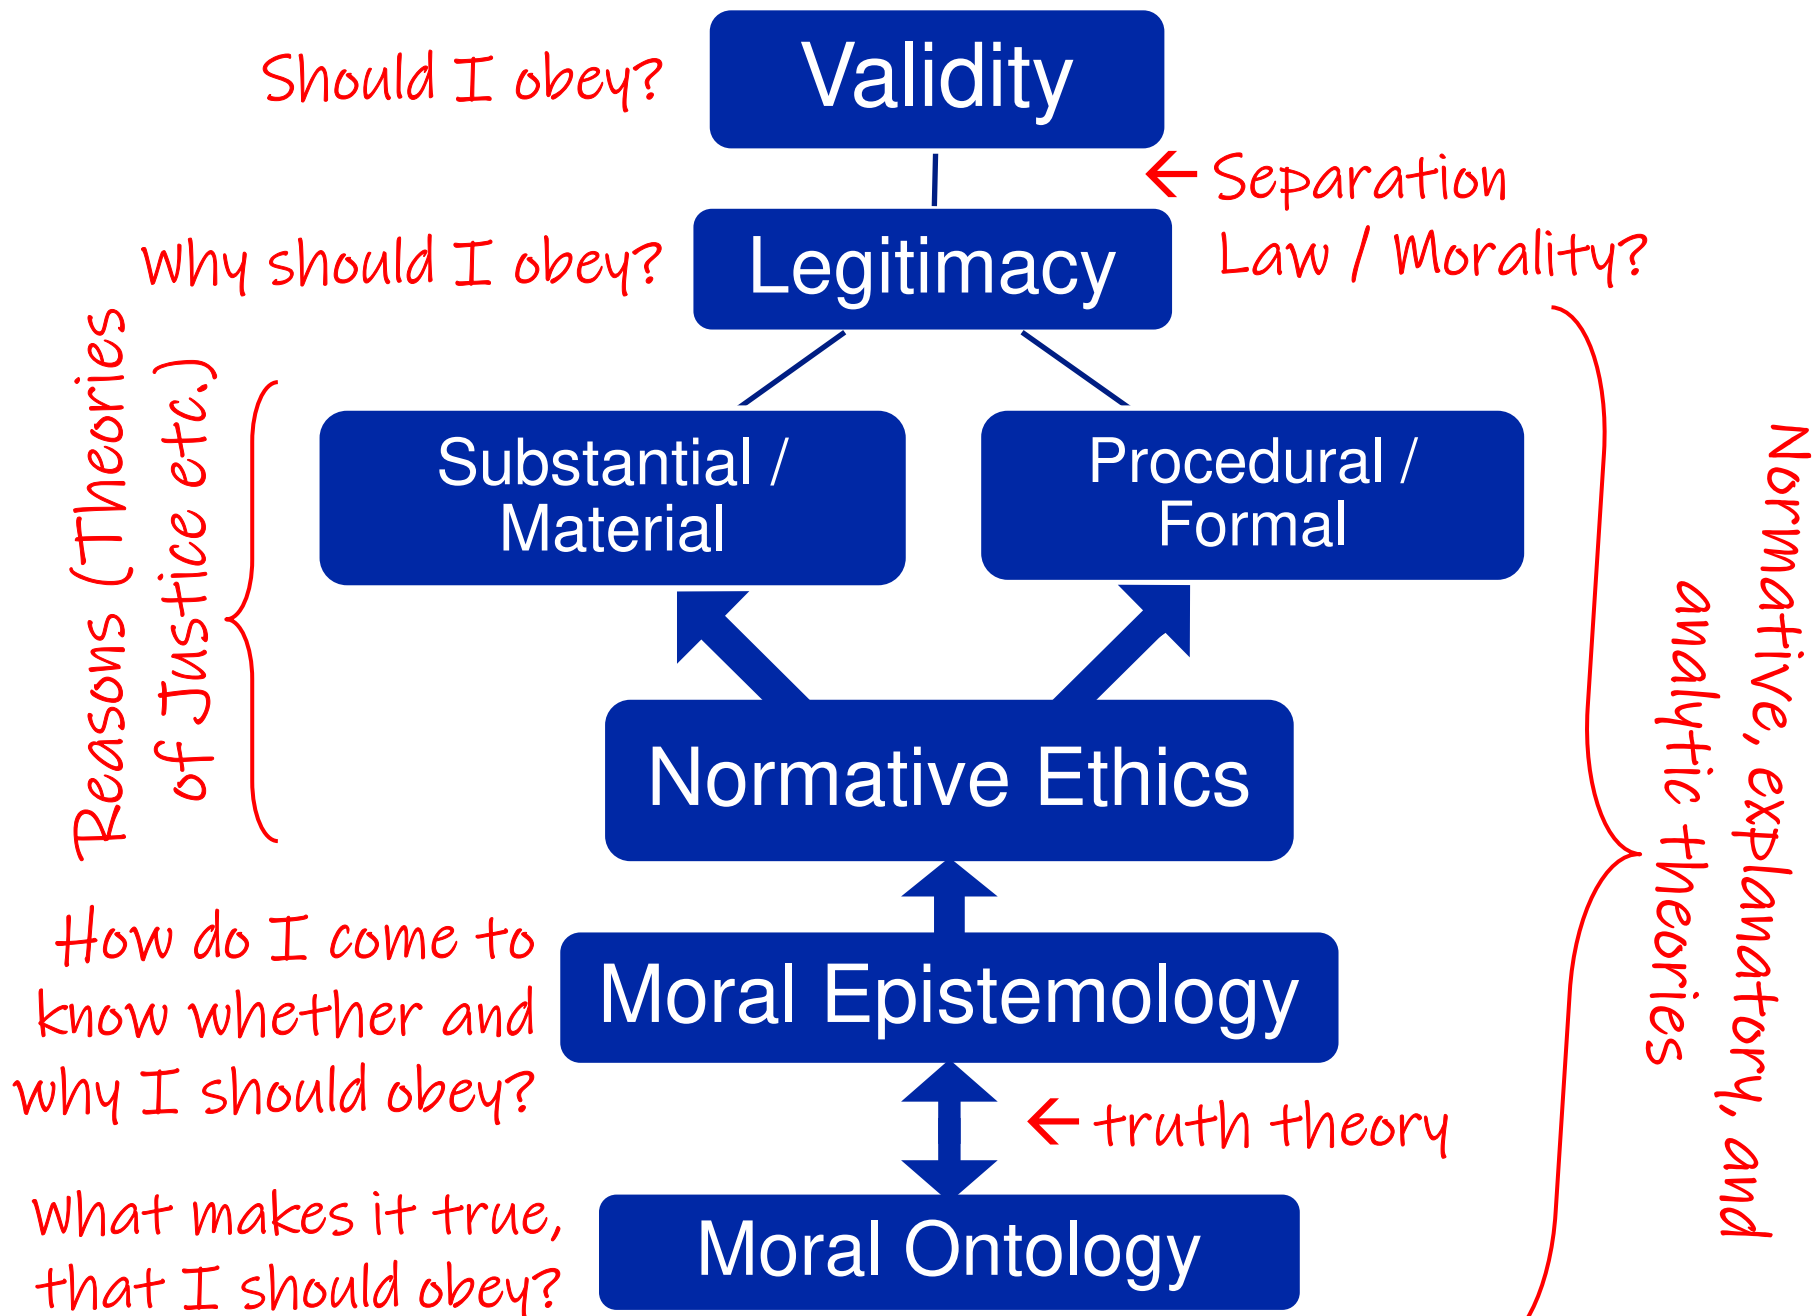 Should I obey?
Validity
← Separation
Law / Morality?
Why should I obey?
Legitimacy
Reasons (Theories
of Justice etc.)
Substantial /
Material
Procedural /
Formal
Normative, explanatory, and
analytic theories
Normative Ethics
How do I come to
know whether and
why I should obey?
Moral Epistemology
← truth theory
What makes it true,
that I should obey?
Moral Ontology